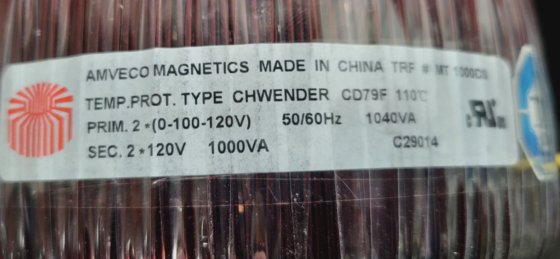 AMVECO MAGNETICS MADE IN CHINA TRF # MT 1000CS
TEMP.PROT. TYPE CHWENDER CD79F 110℃
PRIM. 2*(0-100-120V) 50/60Hz 1040VA
SEC. 2*120V 1000VA C29014